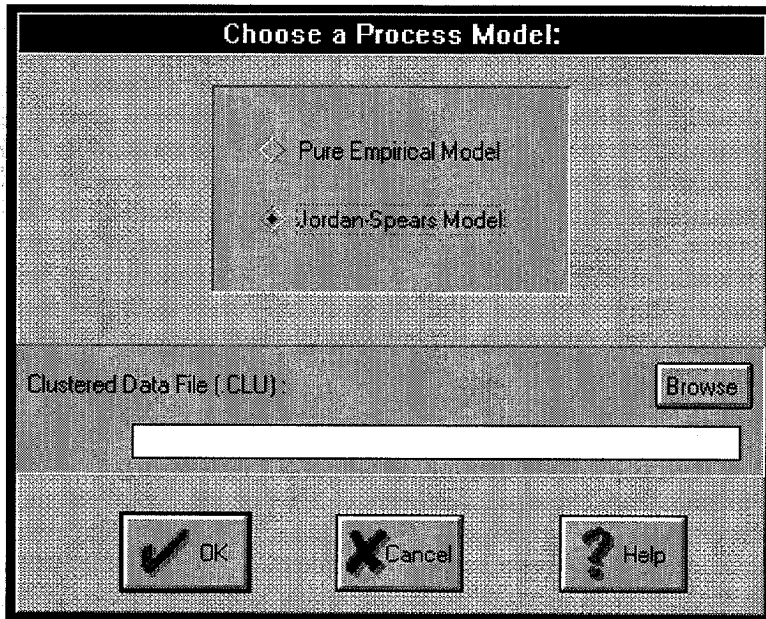 Choose a Process Model:
Pure Empirical Model
Jordan-Spears Model
Clustered Data File (.CLU) :
Browse
OK
Cancel
Help